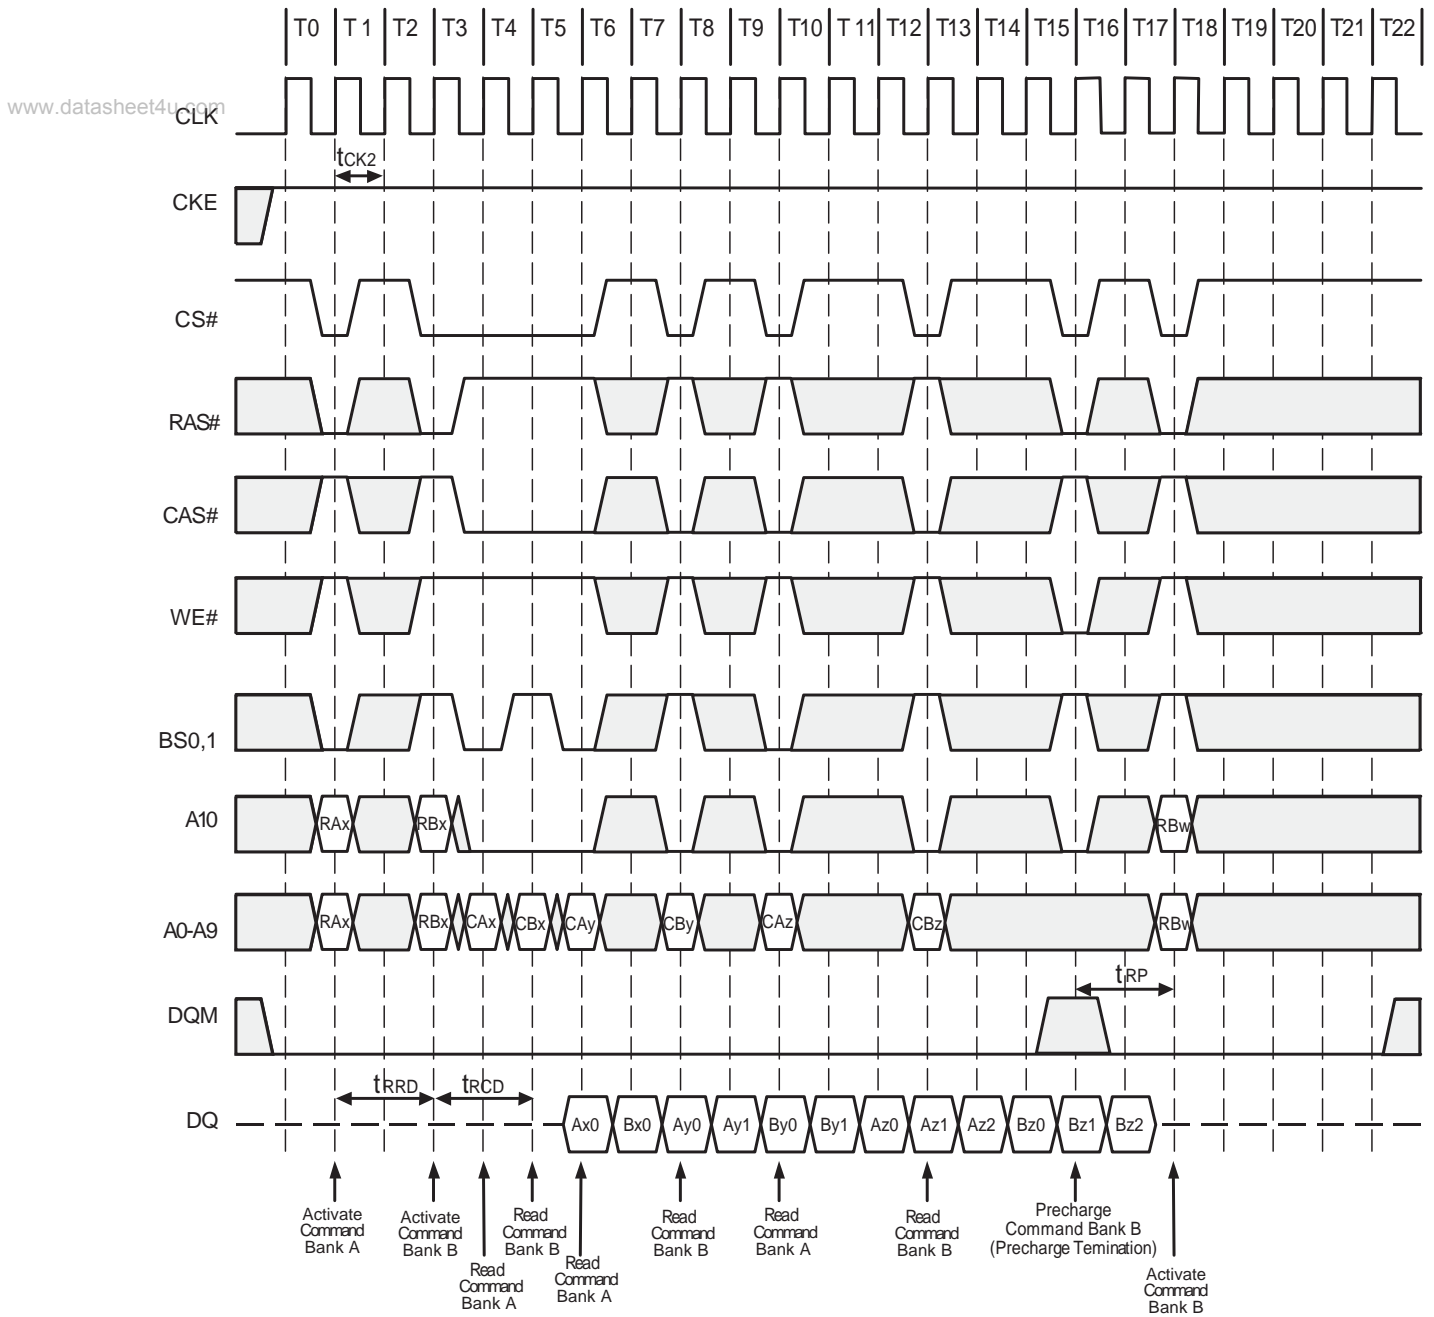 T0 T 1 T2 T3 T4 T5 T6 T7 T8 T9 T10 T 11 T12 T13 T14 T15 T16 T17 T18 T19 T20 T21 T22
www.datasheet4u.com
CLK
tCK2
CKE
CS#
RAS#
CAS#
WE#
BS0,1
A10
RAx RBx RBw
A0-A9
RAx RBx CAx CBx CAy CBy CAz CBz RBw
tRP
DQM
tRRD tRCD
DQ
Ax0 Bx0 Ay0 Ay1 By0 By1 Az0 Az1 Az2 Bz0 Bz1 Bz2
Activate
Command
Bank A
Activate
Command
Bank B
Read
Command
Bank A
Read
Command
Bank B
Read
Command
Bank A
Read
Command
Bank B
Read
Command
Bank A
Read
Command
Bank B
Precharge
Command Bank B
(Precharge Temination)
Activate
Command
Bank B